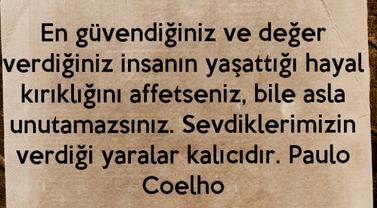 En güvendiğiniz ve değer
verdiğiniz insanın yaşattığı hayal
kırıklığını affetseniz, bile asla
unutamazsınız. Sevdiklerimizin
verdiği yaralar kalıcıdır. Paulo
Coelho